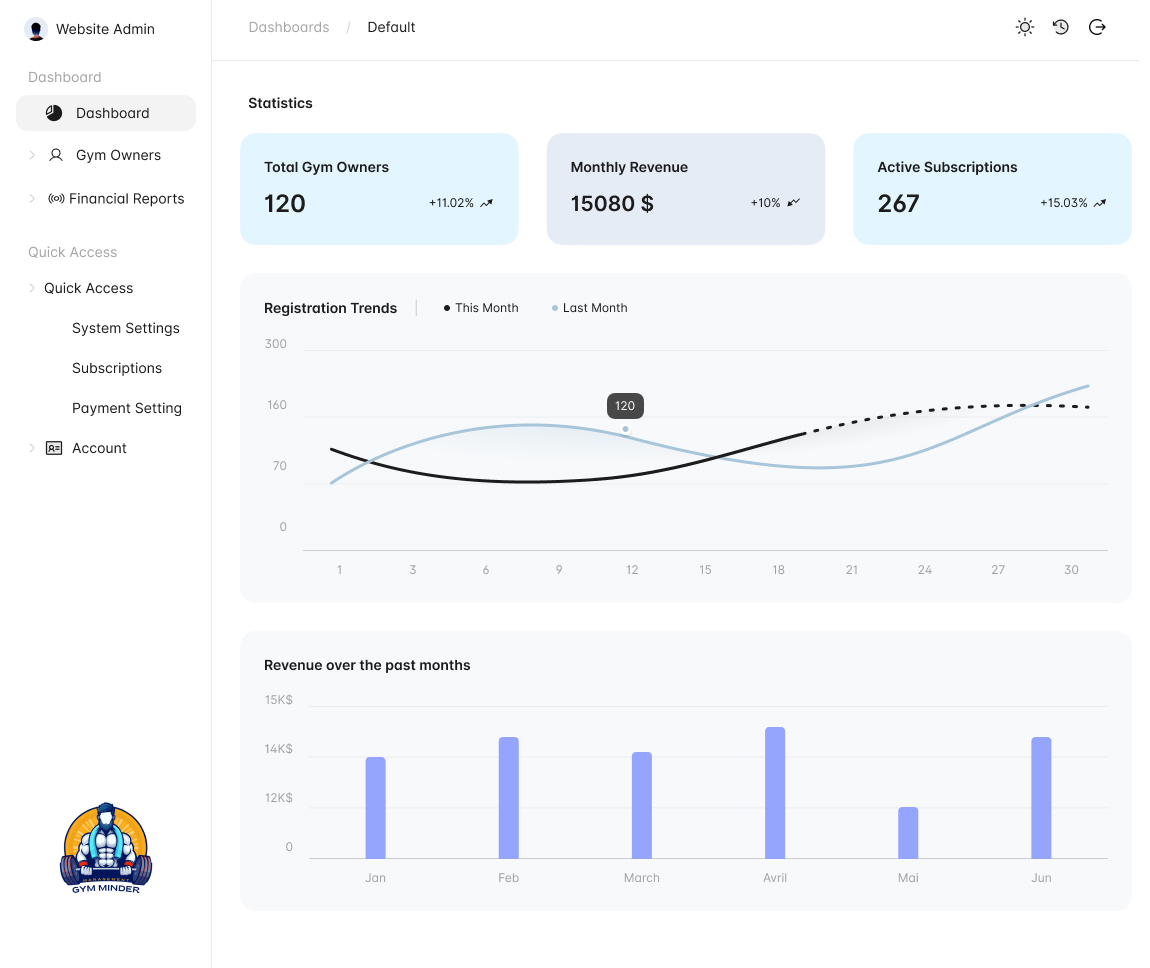 Website Admin
Dashboards / Default
Dashboard
Dashboard
Gym Owners
Financial Reports
Quick Access
Quick Access
System Settings
Subscriptions
Payment Setting
Account
MANAGEMENT
GYM MINDER
Statistics
Total Gym Owners
120 +11.02%
Monthly Revenue
15080 $ +10%
Active Subscriptions
267 +15.03%
Registration Trends This Month Last Month
300
160
70
0
120
1 3 6 9 12 15 18 21 24 27 30
Revenue over the past months
15K$
14K$
12K$
0
Jan Feb March Avril Mai Jun